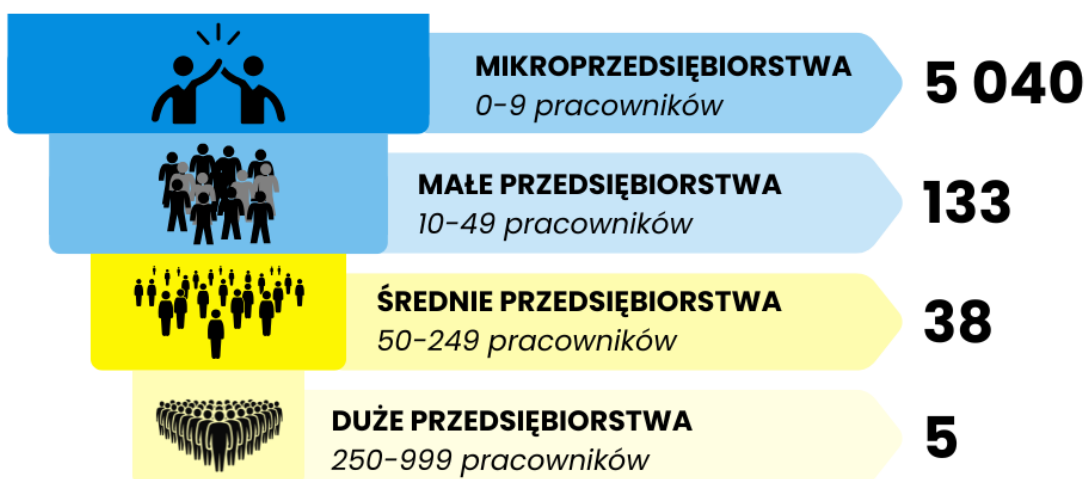 MIKROPRZEDSIĘBIORSTWA
0-9 pracowników
5 040
MAŁE PRZEDSIĘBIORSTWA
10-49 pracowników
133
ŚREDNIE PRZEDSIĘBIORSTWA
50-249 pracowników
38
DUŻE PRZEDSIĘBIORSTWA
250-999 pracowników
5